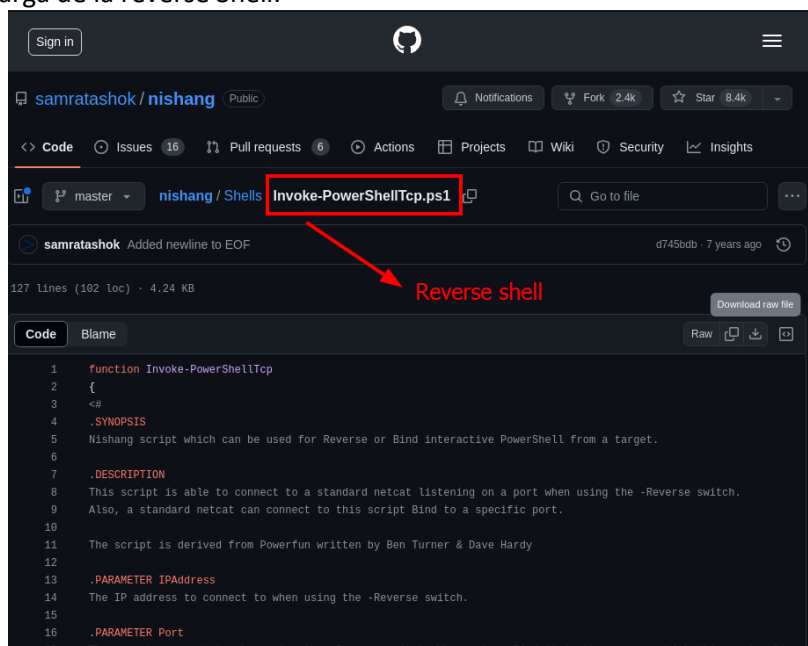 arga de la reverse Shell.
Sign in
samratashok / nishang Public
Notifications Fork 2.4k Star 8.4k
<> Code Issues 16 Pull requests 6 Actions Projects Wiki Security Insights
master nishang / Shells Invoke-PowerShellTcp.ps1 Go to file
samratashok Added newline to EOF d745bdb · 7 years ago
127 lines (102 loc) · 4.24 KB
Reverse shell
Download raw file
Code Blame Raw
1 function Invoke-PowerShellTcp
2 {
3 <#
4 .SYNOPSIS
5 Nishang script which can be used for Reverse or Bind interactive PowerShell from a target.
6
7 .DESCRIPTION
8 This script is able to connect to a standard netcat listening on a port when using the -Reverse switch.
9 Also, a standard netcat can connect to this script Bind to a specific port.
10
11 The script is derived from Powerfun written by Ben Turner & Dave Hardy
12
13 .PARAMETER IPAddress
14 The IP address to connect to when using the -Reverse switch.
15
16 .PARAMETER Port